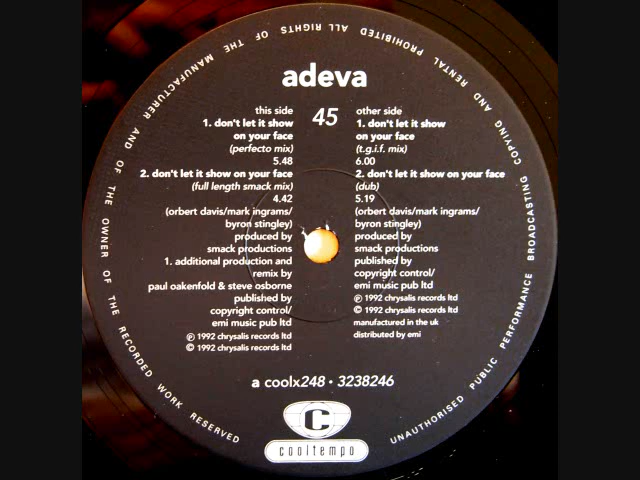 adeva
45
this side
1. don't let it show
on your face
(perfecto mix)
5.48
2. don't let it show on your face
(full length smack mix)
4.42
(orbert davis/mark ingrams/
byron stingley)
produced by
smack productions
1. additional production and
remix by
paul oakenfold & steve osborne
published by
copyright control/
emi music pub ltd
℗ 1992 chrysalis records ltd
© 1992 chrysalis records ltd
other side
1. don't let it show
on your face
(t.g.i.f. mix)
6.00
2. don't let it show on your face
(dub)
5.19
(orbert davis/mark ingrams/
byron stingley)
produced by
smack productions
published by
copyright control/
emi music pub ltd
℗ 1992 chrysalis records ltd
© 1992 chrysalis records ltd
manufactured in the uk
distributed by emi
a coolx248 • 3238246
C
cooltempo
ALL RIGHTS OF THE MANUFACTURER AND OF THE OWNER OF THE RECORDED WORK RESERVED
UNAUTHORISED PUBLIC PERFORMANCE BROADCASTING COPYING AND RENTAL PROHIBITED